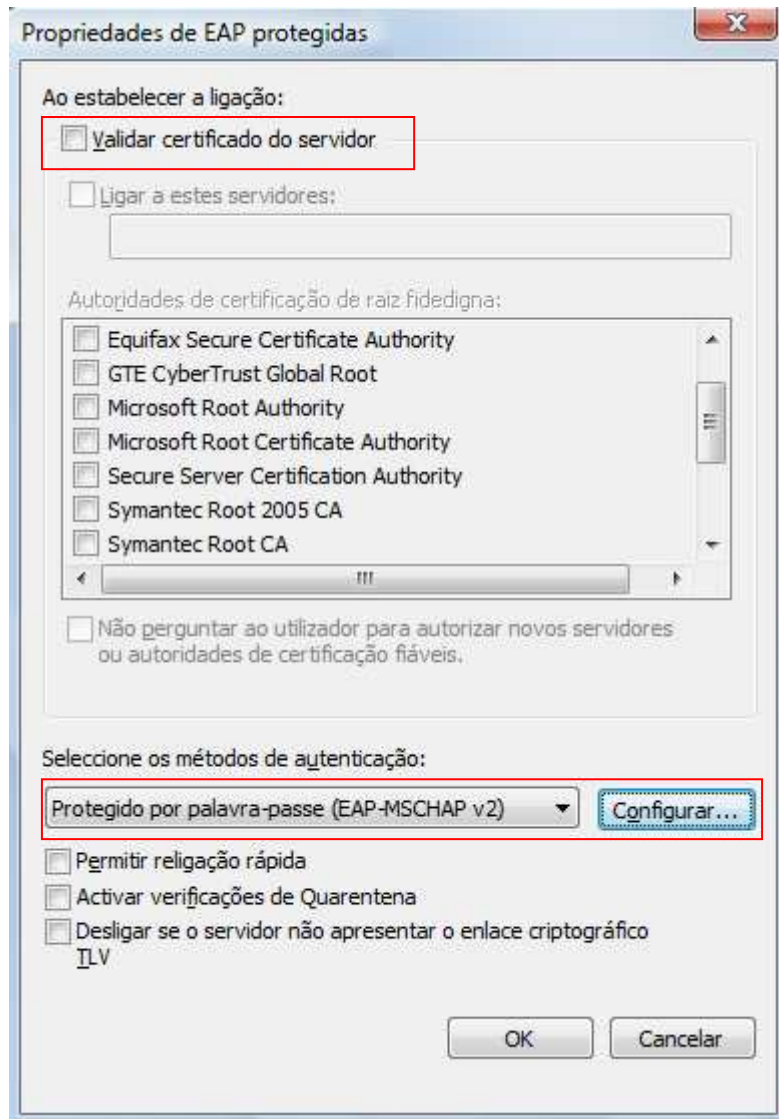 Propriedades de EAP protegidas
Ao estabelecer a ligação:
Validar certificado do servidor
Ligar a estes servidores:
Autoridades de certificação de raiz fidedigna:
Equifax Secure Certificate Authority
GTE CyberTrust Global Root
Microsoft Root Authority
Microsoft Root Certificate Authority
Secure Server Certification Authority
Symantec Root 2005 CA
Symantec Root CA
Não perguntar ao utilizador para autorizar novos servidores
ou autoridades de certificação fiáveis.
Seleccione os métodos de autenticação:
Protegido por palavra-passe (EAP-MSCHAP v2) Configurar...
Permitir religação rápida
Activar verificações de Quarentena
Desligar se o servidor não apresentar o enlace criptográfico
TLV
OK Cancelar